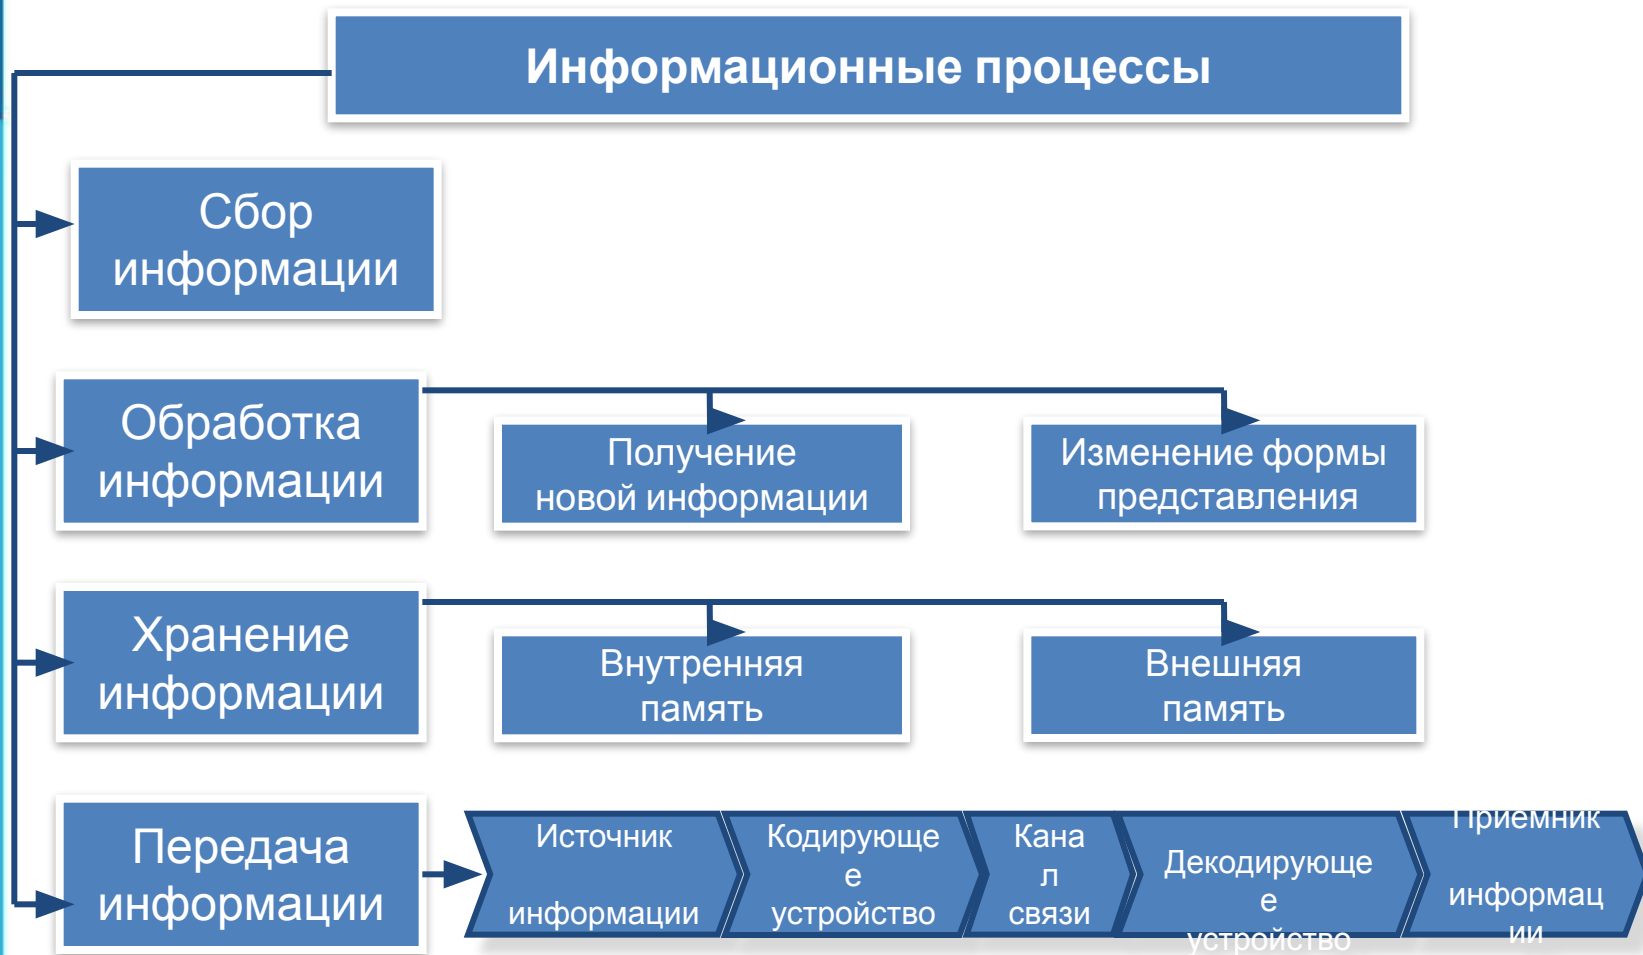 Информационные процессы
Сбор
информации
Обработка
информации
Получение
новой информации
Изменение формы
представления
Хранение
информации
Внутренняя
память
Внешняя
память
Передача
информации
Источник
информации
Кодирующе
е
устройство
Кана
л
связи
Декодирующе
е
устройство
Приемник
информац
ии